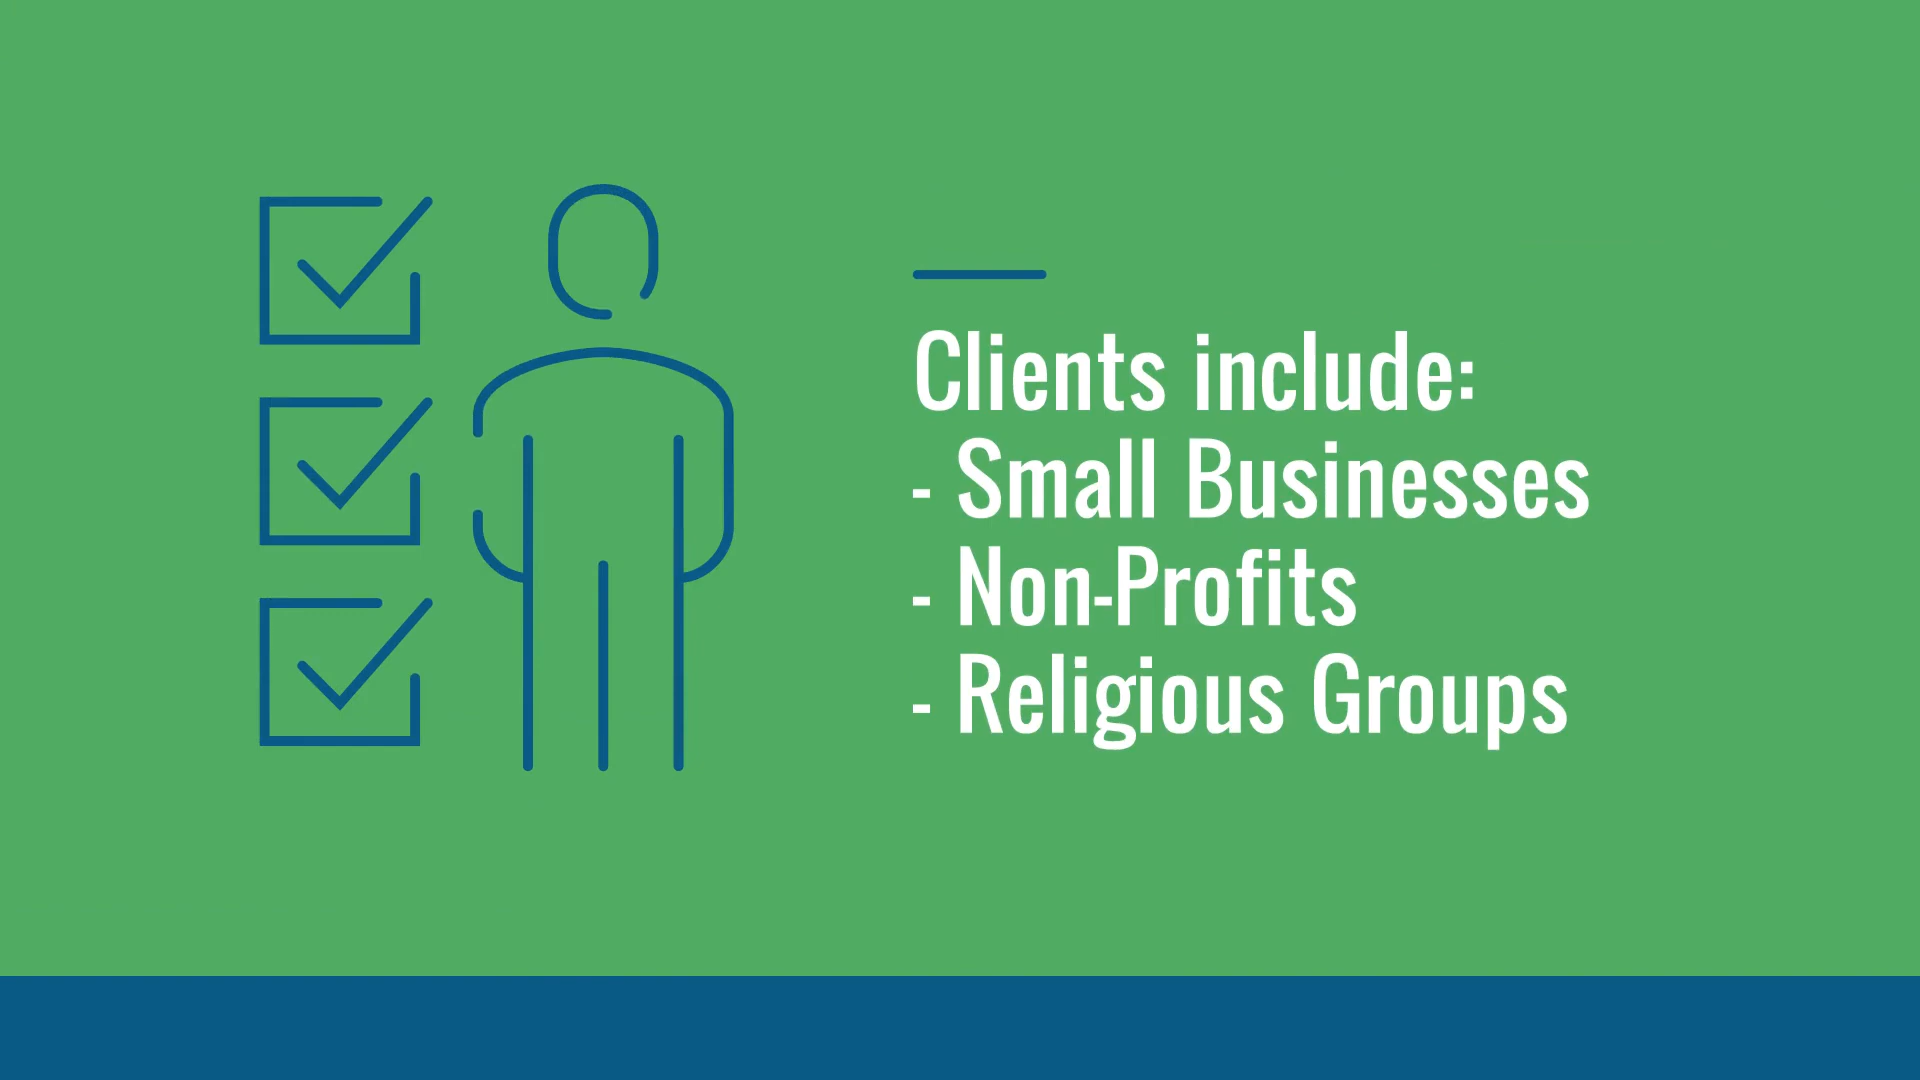 Clients include:
- Small Businesses
- Non-Profits
- Religious Groups